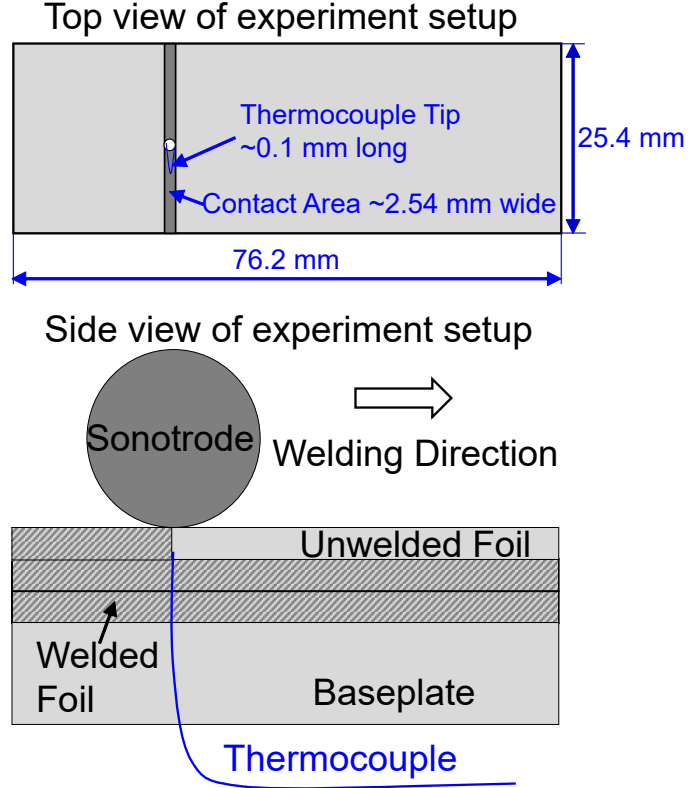 Top view of experiment setup
Thermocouple Tip
~0.1 mm long
25.4 mm
Contact Area ~2.54 mm wide
76.2 mm
Side view of experiment setup
Sonotrode
Welding Direction
Unwelded Foil
Welded
Foil
Baseplate
Thermocouple